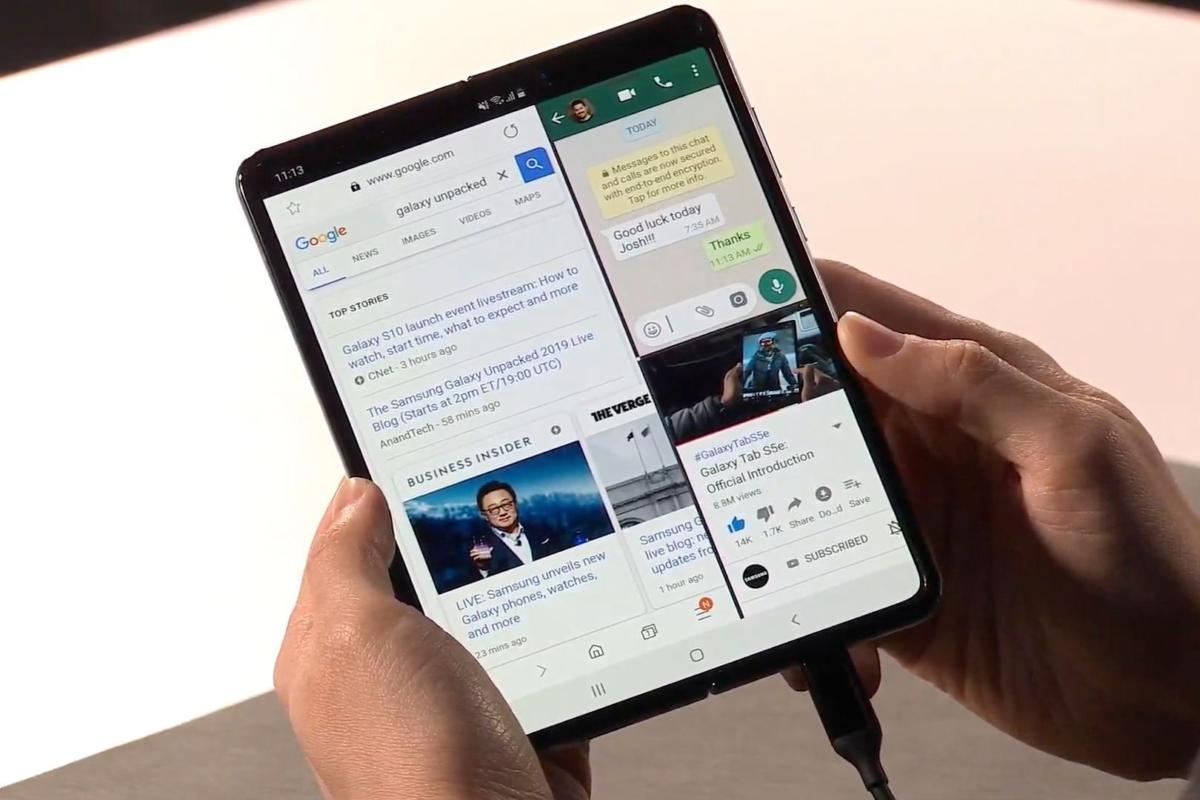 11:13
www.google.com
Google
galaxy unpacked
ALL
NEWS
IMAGES
VIDEOS
MAPS
TOP STORIES
Galaxy S10 launch event livestream: How to
watch, start time, what to expect and more
CNet - 3 hours ago
The Samsung Galaxy Unpacked 2019 Live
Blog (Starts at 2pm ET/19:00 UTC)
AnandTech - 58 mins ago
BUSINESS INSIDER
LIVE: Samsung unveils new
Galaxy phones, watches,
and more
23 mins ago
THE VERGE
Samsung G
live blog: ne
updates fro
1 hour ago
1
N
TODAY
Messages to this chat
and calls are now secured
with end-to-end encryption.
Tap for more info.
Good luck today
Josh!!!
7:35 AM
Thanks
11:13 AM
#GalaxyTabS5e
Galaxy Tab S5e:
Official Introduction
8.8M views
14K
1.7K
Share
Do...d
Save
SAMSUNG
SUBSCRIBED